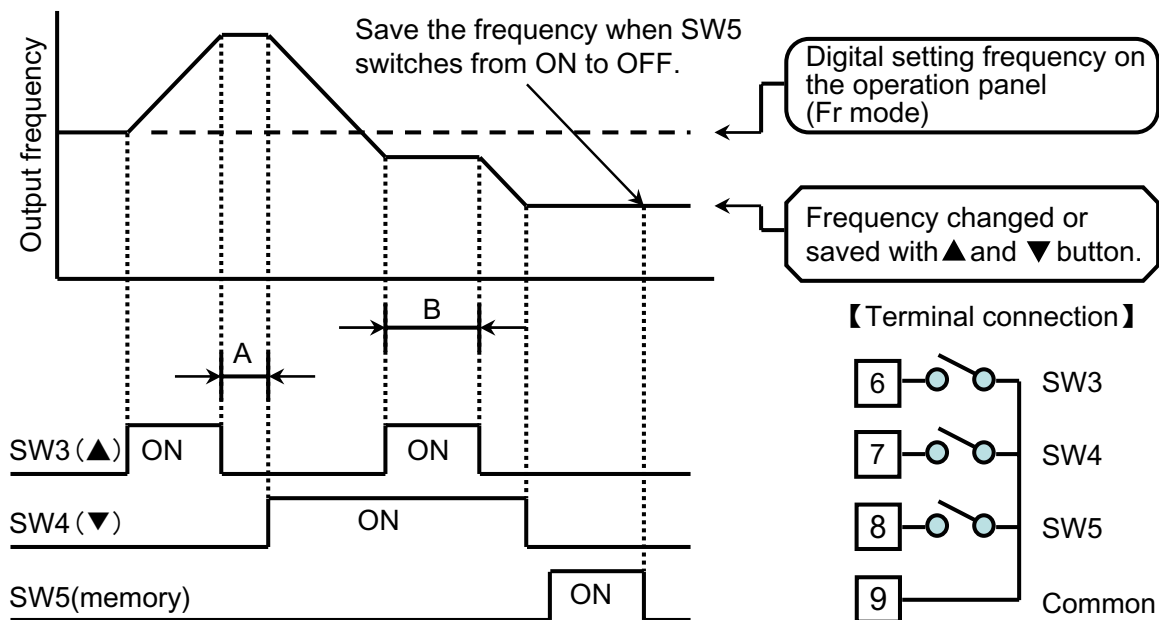 Save the frequency when SW5
switches from ON to OFF.
Output frequency
Digital setting frequency on
the operation panel
(Fr mode)
Frequency changed or
saved with▲and ▼button.
A
B
SW3（▲）
ON
ON
SW4（▼）
ON
SW5(memory)
ON
【Terminal connection】
6
SW3
7
SW4
8
SW5
9
Common